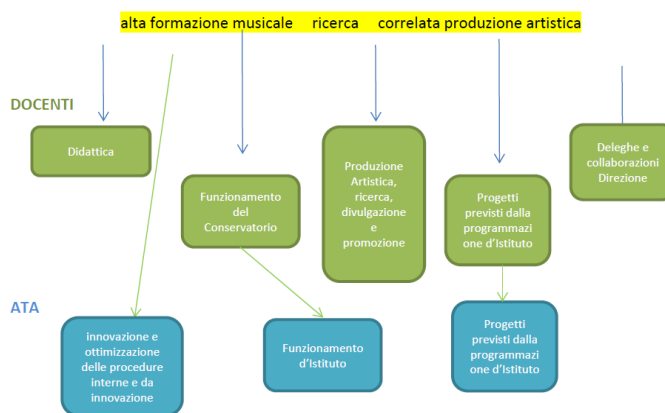 alta formazione musicale ricerca correlata produzione artistica
DOCENTI
Didattica
Funzionamento
del
Conservatorio
Produzione
Artistica,
ricerca,
divulgazione
e
promozione
Progetti
previsti dalla
programmazi
one d'Istituto
Deleghe e
collaborazioni
Direzione
ATA
innovazione e
ottimizzazione
delle procedure
interne e da
innovazione
Funzionamento
d'Istituto
Progetti
previsti dalla
programmazi
one d'Istituto